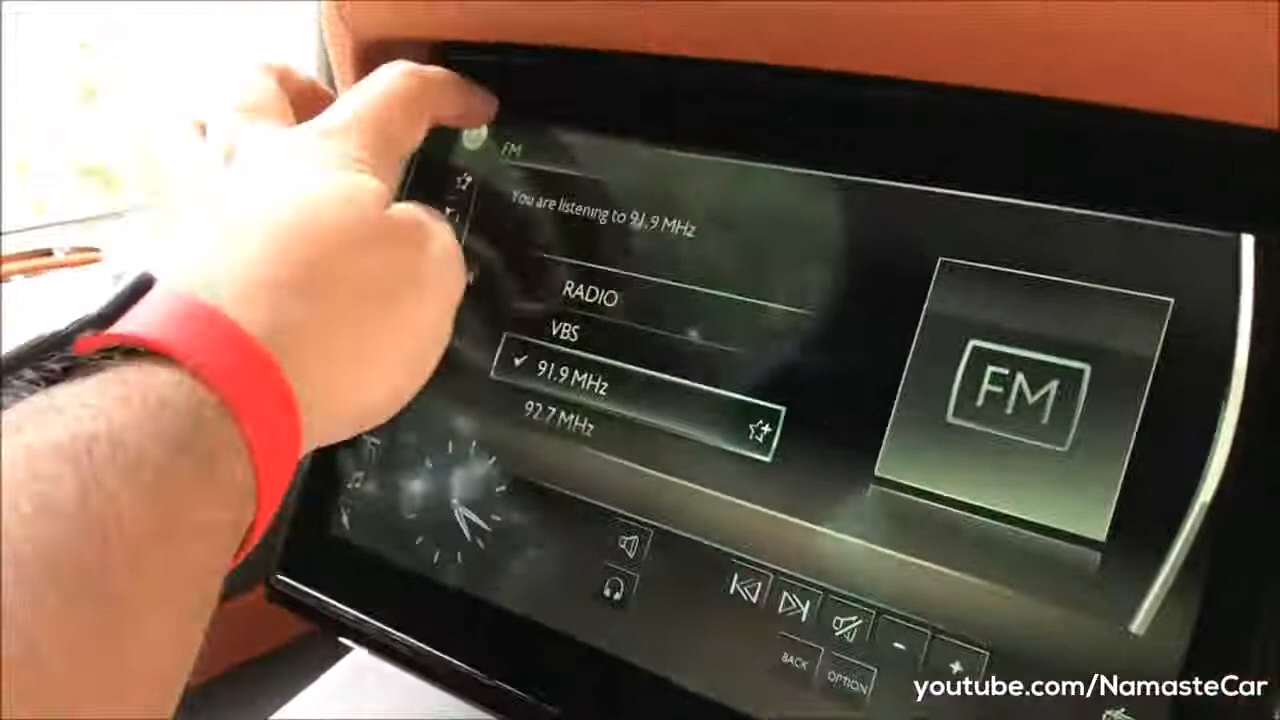 FM
You are listening to 91.9 MHz
RADIO
VBS
91.9 MHz
92.7 MHz
FM
BACK
OPTION
youtube.com/NamasteCar